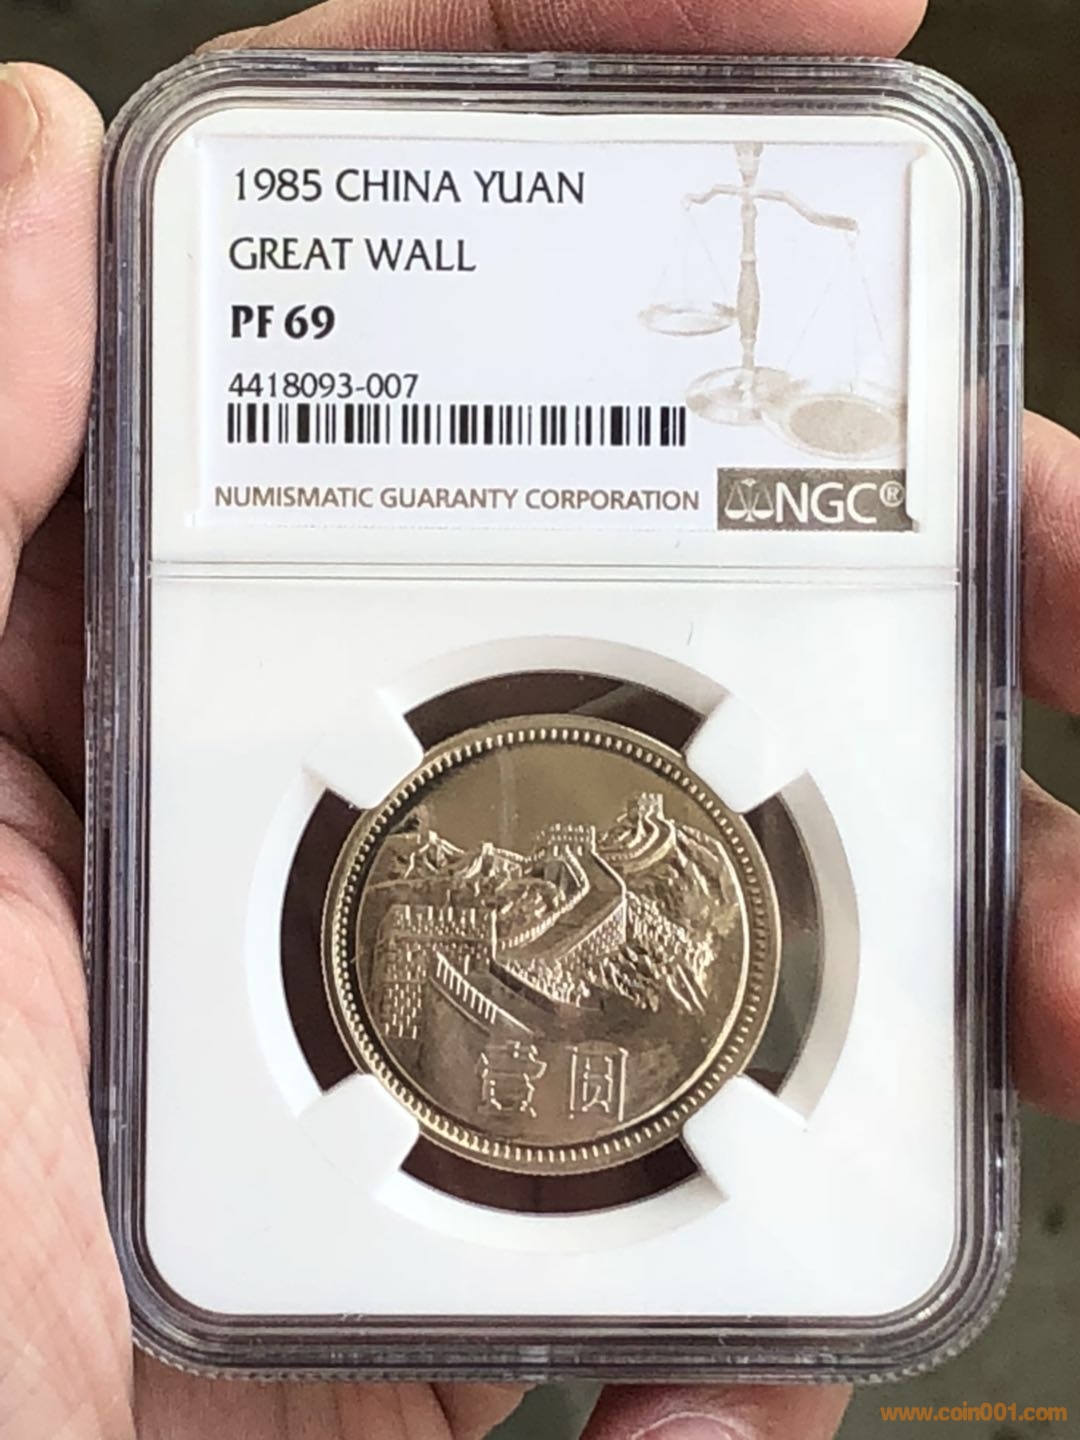 1985 CHINA YUAN
GREAT WALL
PF 69
4418093-007
NUMISMATIC GUARANTY CORPORATION
NGC®
壹圆
www.coin001.com